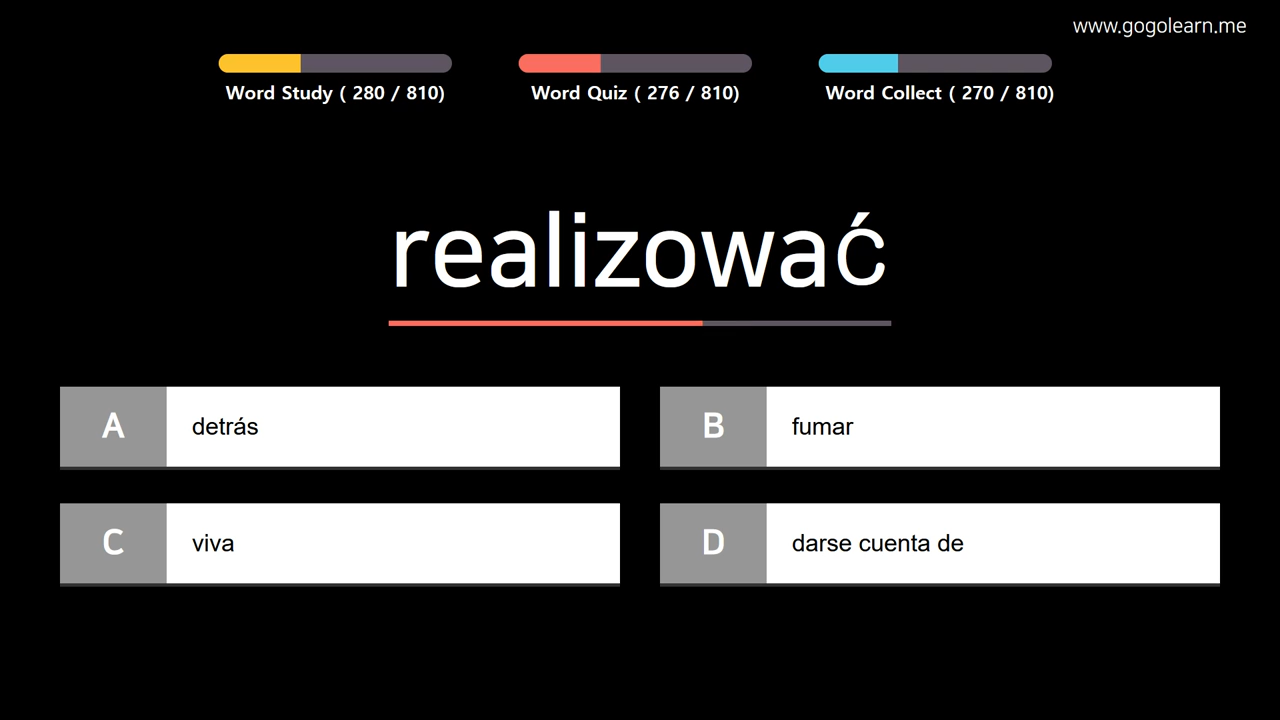 www.gogolearn.me
Word Study ( 280 / 810)
Word Quiz ( 276 / 810)
Word Collect ( 270 / 810)
realizować
A detrás
B fumar
C viva
D darse cuenta de